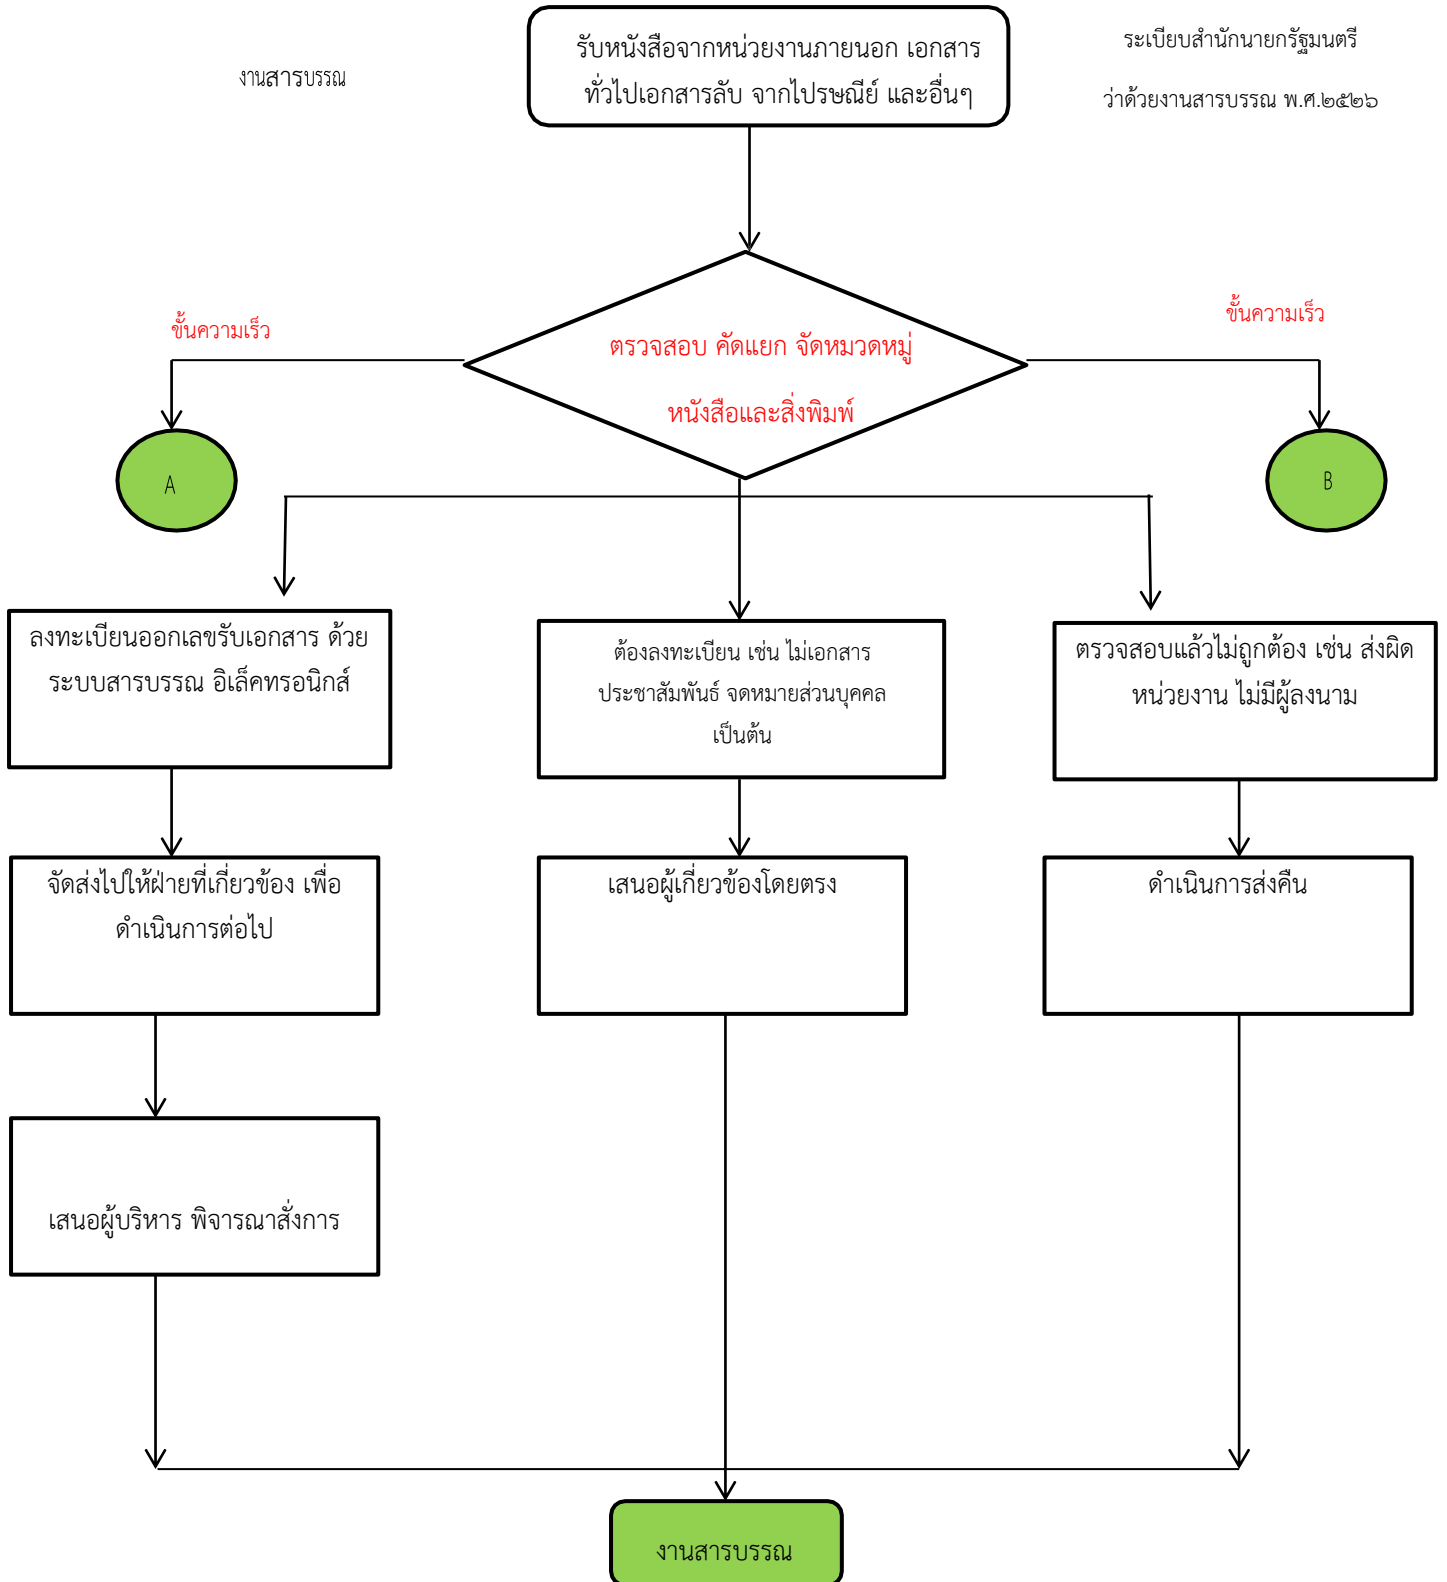 งานสารบรรณ
รับหนังสือจากหน่วยงานภายนอก เอกสาร
ทั่วไปเอกสารลับ จากไปรษณีย์ และอื่นๆ
ระเบียบสำนักนายกรัฐมนตรี
ว่าด้วยงานสารบรรณ พ.ศ.๒๕๒๖
ขั้นความเร็ว
ตรวจสอบ คัดแยก จัดหมวดหมู่
หนังสือและสิ่งพิมพ์
ขั้นความเร็ว
A
B
ลงทะเบียนออกเลขรับเอกสาร ด้วย
ระบบสารบรรณ อิเล็คทรอนิกส์
ต้องลงทะเบียน เช่น ไม่เอกสาร
ประชาสัมพันธ์ จดหมายส่วนบุคคล
เป็นต้น
ตรวจสอบแล้วไม่ถูกต้อง เช่น ส่งผิด
หน่วยงาน ไม่มีผู้ลงนาม
จัดส่งไปให้ฝ่ายที่เกี่ยวข้อง เพื่อ
ดำเนินการต่อไป
เสนอผู้เกี่ยวข้องโดยตรง
ดำเนินการส่งคืน
เสนอผู้บริหาร พิจารณาสั่งการ
งานสารบรรณ